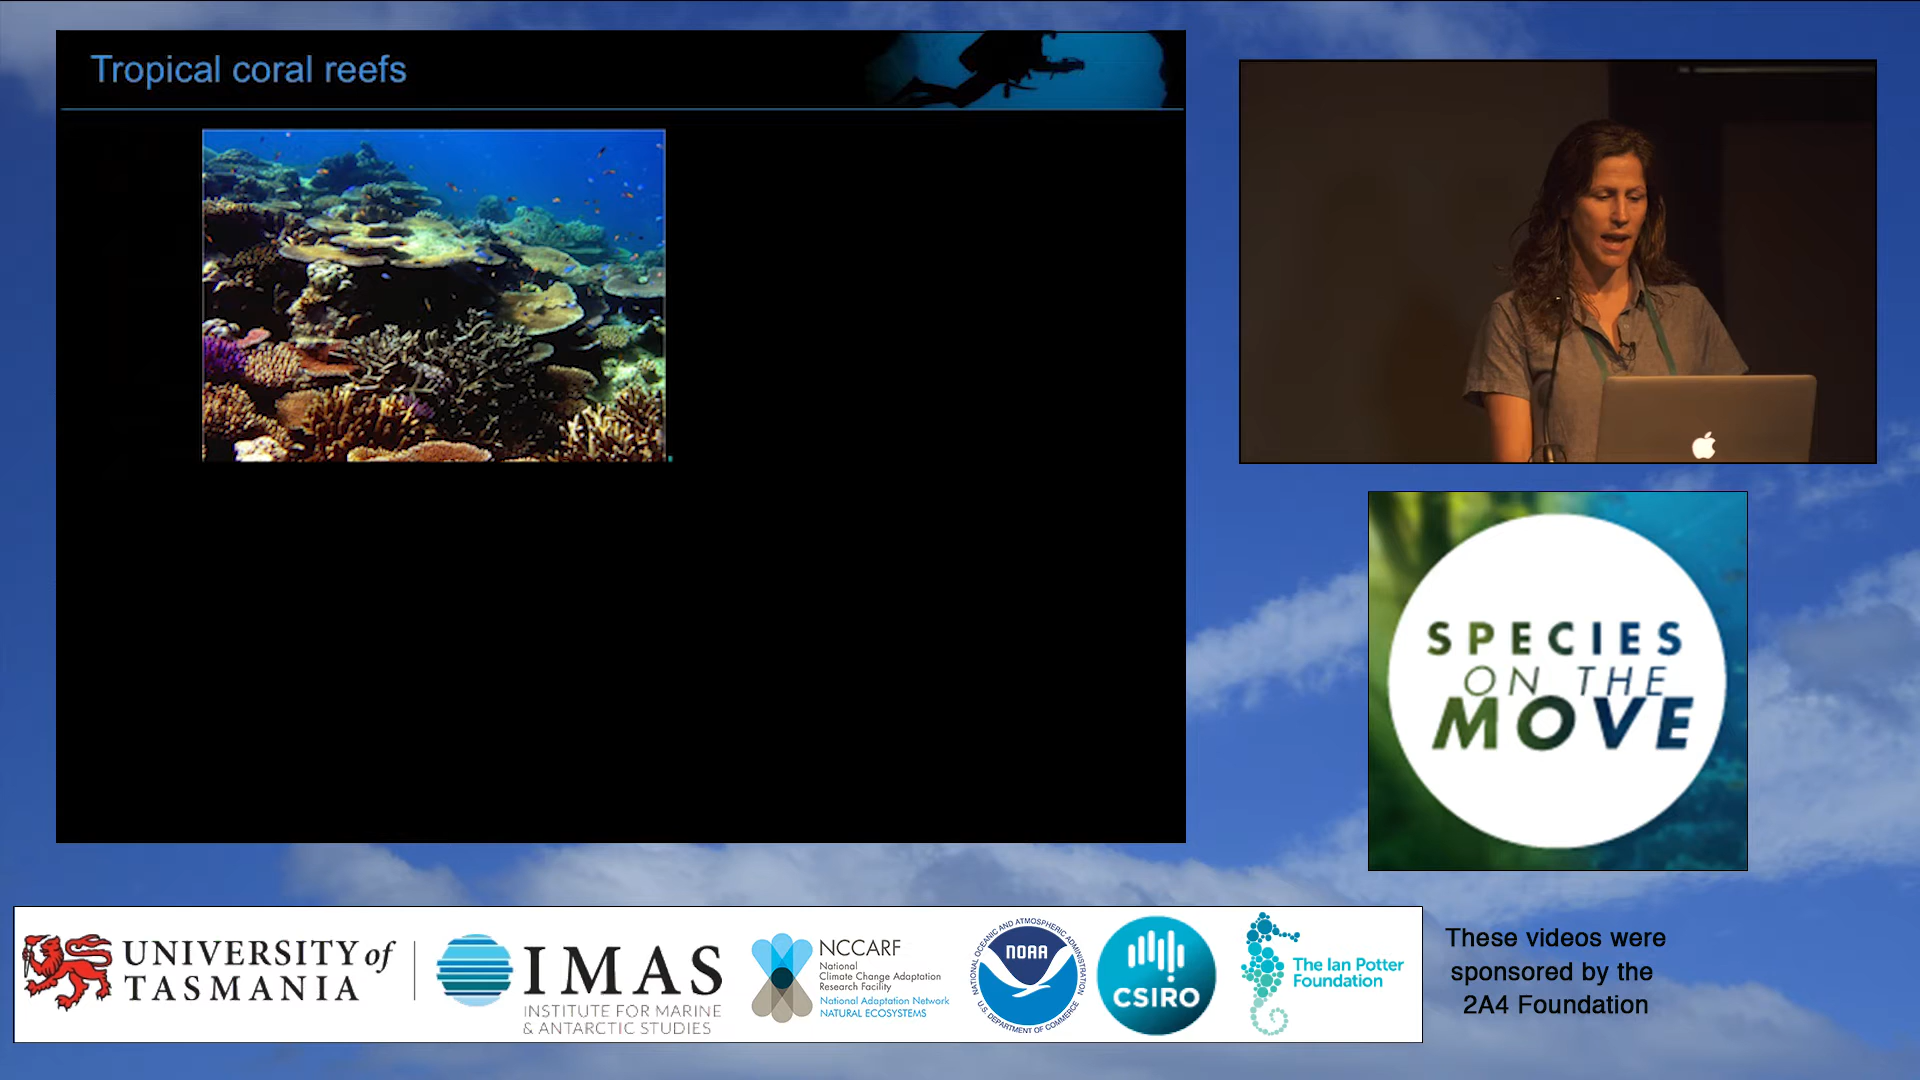 Tropical coral reefs
SPECIES
ON THE
MOVE
UNIVERSITY of
TASMANIA
IMAS
INSTITUTE FOR MARINE
& ANTARCTIC STUDIES
NCCARF
National
Climate Change Adaptation
Research Facility
National Adaptation Network
NATURAL ECOSYSTEMS
NATIONAL OCEANIC AND ATMOSPHERIC ADMINISTRATION
NOAA
U.S. DEPARTMENT OF COMMERCE
CSIRO
The Ian Potter
Foundation
These videos were
sponsored by the
2A4 Foundation